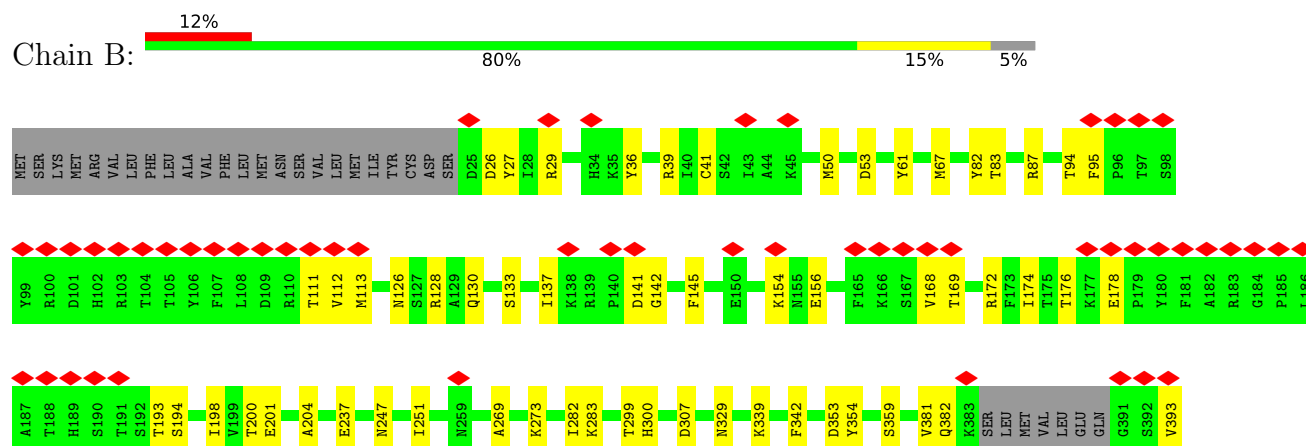 12%
Chain B:
80% 15% 5%
MET SER LYS MET ARG VAL LEU PHE LEU LEU ALA VAL PHE LEU MET ASN SER VAL LEU MET ILE TYR CYS ASP SER D25 D26 Y27 I28 R29 H34 K35 Y36 R39 I40 C41 S42 I43 A44 K45 M50 D53 Y61 M67 Y82 T83 R87 T94 F95 P96 T97 S98
Y99 R100 D101 H102 R103 T104 T105 Y106 F107 L108 D109 R110 T111 V112 M113 N126 S127 R128 A129 Q130 S133 I137 K138 R139 P140 D141 G142 F145 E150 K154 N155 E156 F165 K166 S167 V168 T169 R172 F173 I174 T175 T176 K177 E178 P179 Y180 F181 A182 R183 G184 P185 L186
A187 T188 H189 S190 T191 S192 T193 S194 I198 V199 T200 E201 A204 E237 N247 I251 N259 A269 K273 I282 K283 T299 H300 D307 N329 K339 F342 D353 Y354 S359 V381 Q382 K383 SER LEU MET VAL LEU GLU GLN G391 S392 V393